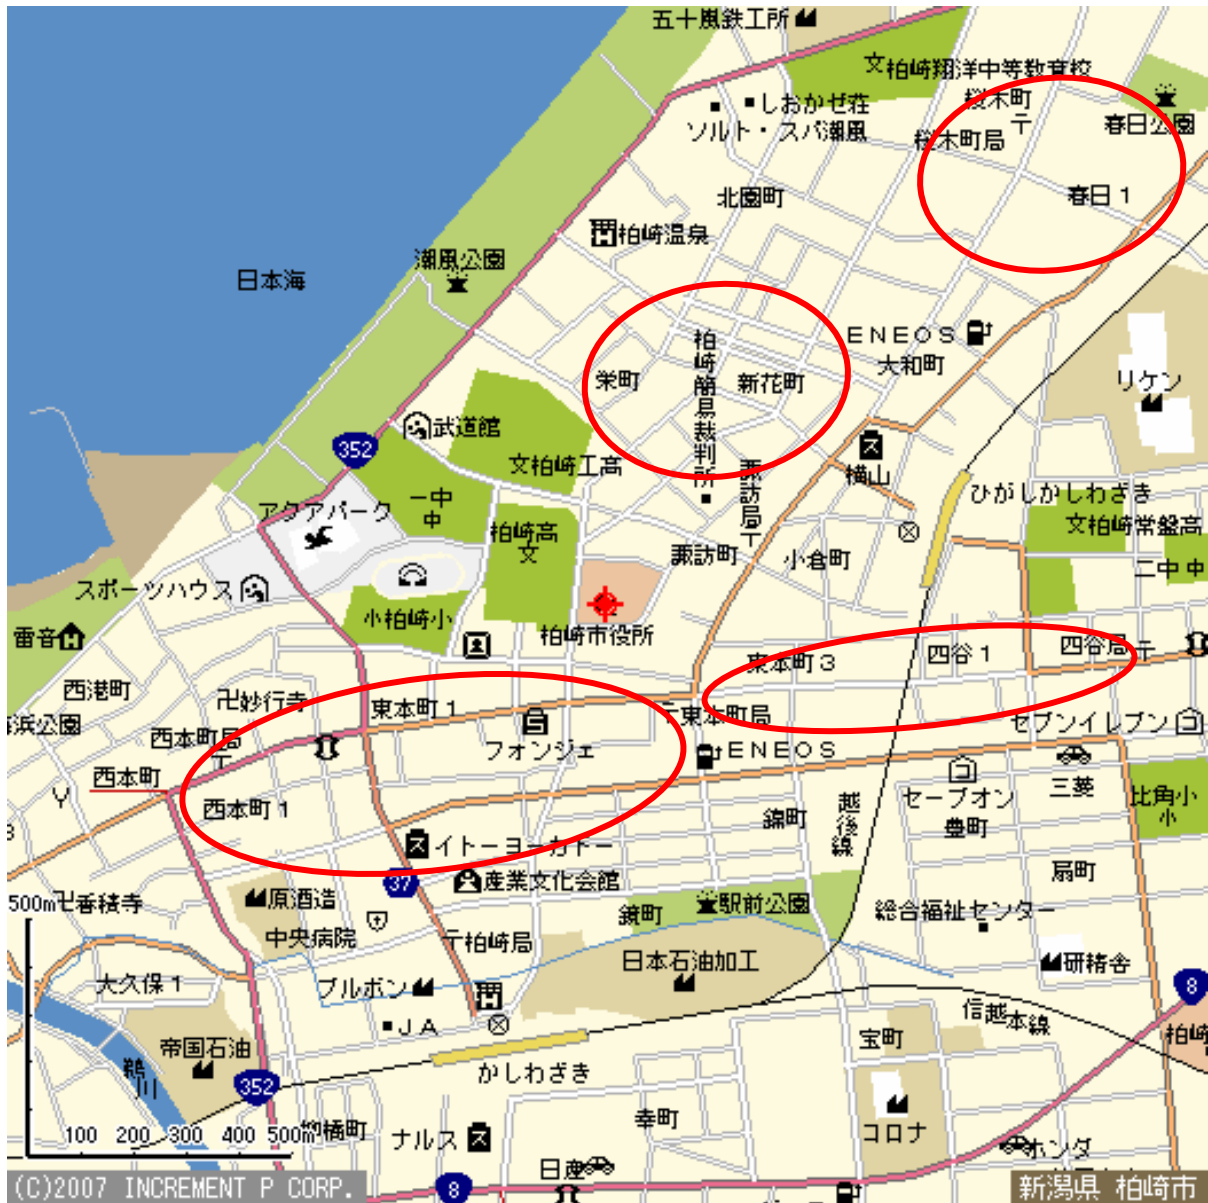 五十嵐鉄工所
文柏崎翔洋中等教育校
しおかぜ荘
ソルト・スパ潮風
桜木町
桜木町局
春日公園
春日1
北園町
柏崎温泉
潮風公園
日本海
ENEOS
大和町
柏崎簡易裁判所
栄町
新花町
リケン
武道館
352
文柏崎工高
諏訪局
横山
ひがしかしわざき
アクアパーク
一中
中
柏崎高
文
文柏崎常盤高
諏訪町
小倉町
二中 中
スポーツハウス
小柏崎小
柏崎市役所
雷音
東本町3
四谷1
四谷局
西港町
卍妙行寺
東本町1
東本町局
浜公園
西本町局
フォンジェ
ENEOS
セブンイレブン
西本町
西本町1
セーブオン
三菱
比角小
小
錦町
越後線
豊町
イトーヨーカドー
扇町
37
産業文化会館
500m
卍香積寺
原酒造
鏡町
駅前公園
総合福祉センター
中央病院
柏崎局
日本石油加工
研精舎
大久保1
ブルボン
8
信越本線
JA
宝町
柏崎
帝国石油
鵜川
かしわざき
352
幸町
コロナ
100 200 300 400 500m
橋町
ナルス
ホンダ
日産
8
(C)2007 INCREMENT P CORP.
新潟県 柏崎市